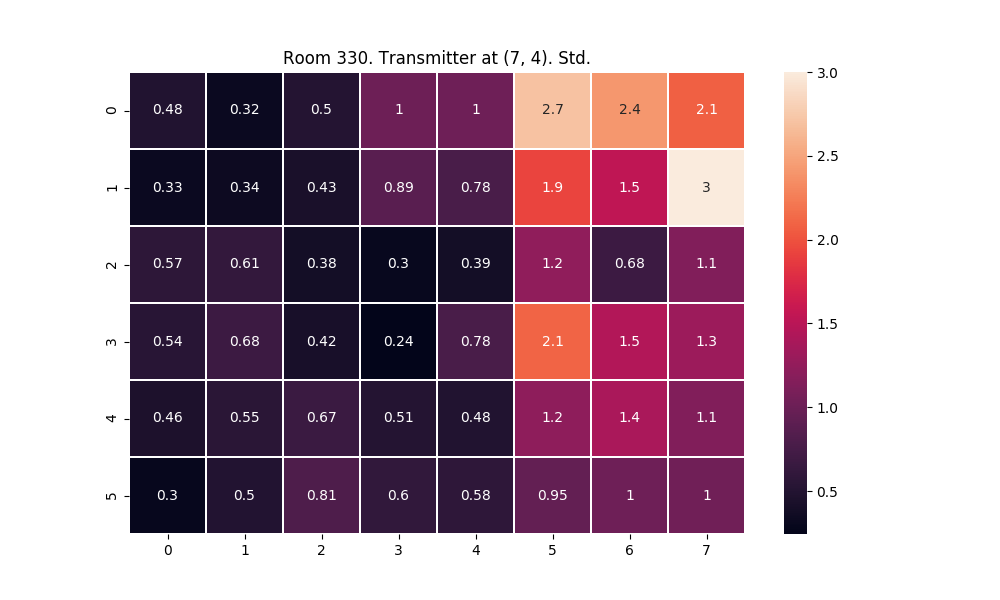 Room 330. Transmitter at (7, 4). Std.
0 0.48 0.32 0.5 1 1 2.7 2.4 2.1
1 0.33 0.34 0.43 0.89 0.78 1.9 1.5 3
2 0.57 0.61 0.38 0.3 0.39 1.2 0.68 1.1
3 0.54 0.68 0.42 0.24 0.78 2.1 1.5 1.3
4 0.46 0.55 0.67 0.51 0.48 1.2 1.4 1.1
5 0.3 0.5 0.81 0.6 0.58 0.95 1 1
0 1 2 3 4 5 6 7
3.0
2.5
2.0
1.5
1.0
0.5